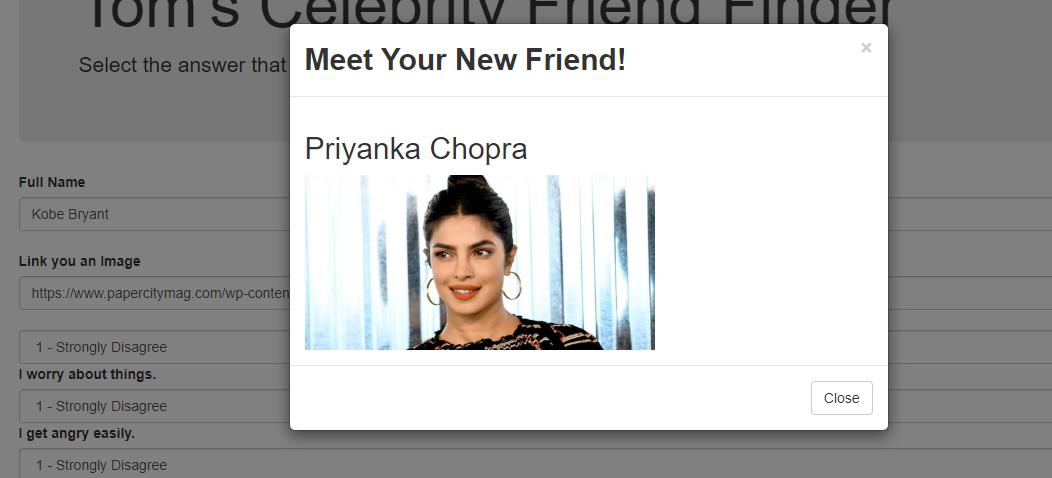 Tom's Celebrity Friend Finder
Meet Your New Friend!
×
Select the answer that
Priyanka Chopra
Full Name
Kobe Bryant
Link you an Image
https://www.papercitymag.com/wp-conten
1 - Strongly Disagree
I worry about things.
1 - Strongly Disagree
I get angry easily.
1 - Strongly Disagree
Close